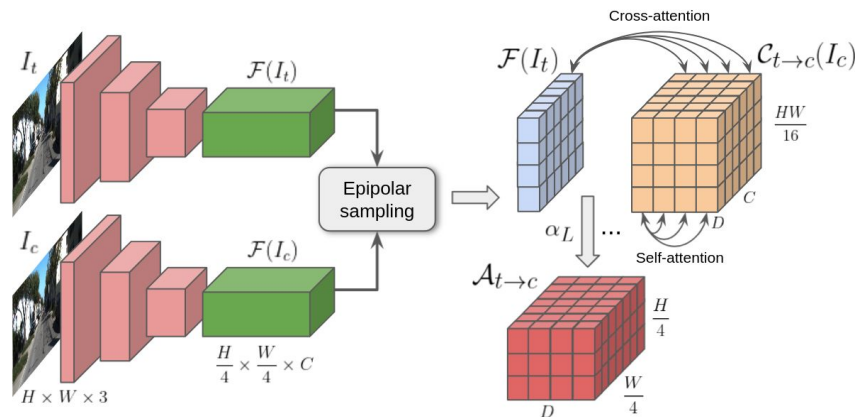 Cross-attention
I_t
F(I_t)
F(I_t)
C_{t→c}(I_c)
HW
16
Epipolar
sampling
C
D
α_L
...
Self-attention
I_c
F(I_c)
A_{t→c}
H
4
H/4 × W/4 × C
H × W × 3
W
4
D